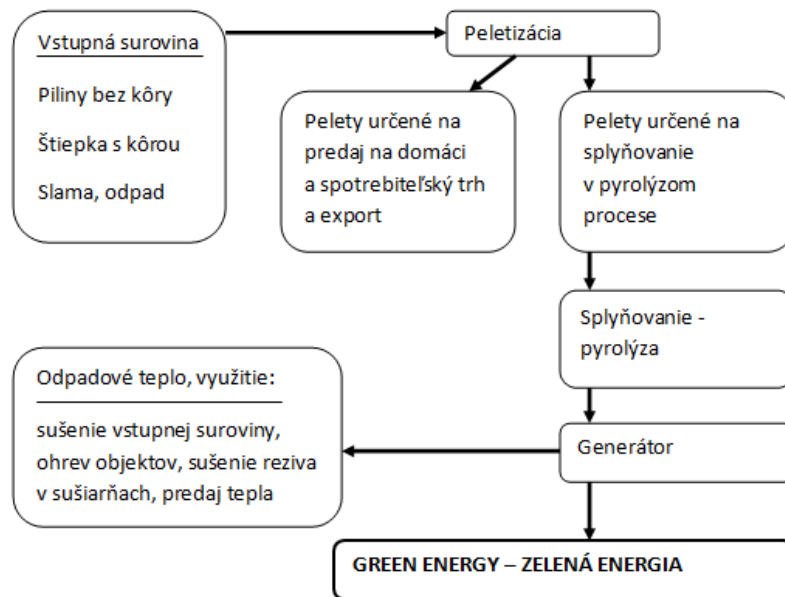 Vstupná surovina
Piliny bez kôry
Štiepka s kôrou
Slama, odpad
Peletizácia
Pelety určené na
predaj na domáci
a spotrebiteľský trh
a export
Pelety určené na
splyňovanie
v pyrolýzom
procese
Splyňovanie -
pyrolýza
Generátor
Odpadové teplo, využitie:
sušenie vstupnej suroviny,
ohrev objektov, sušenie reziva
v sušiarňach, predaj tepla
GREEN ENERGY – ZELENÁ ENERGIA